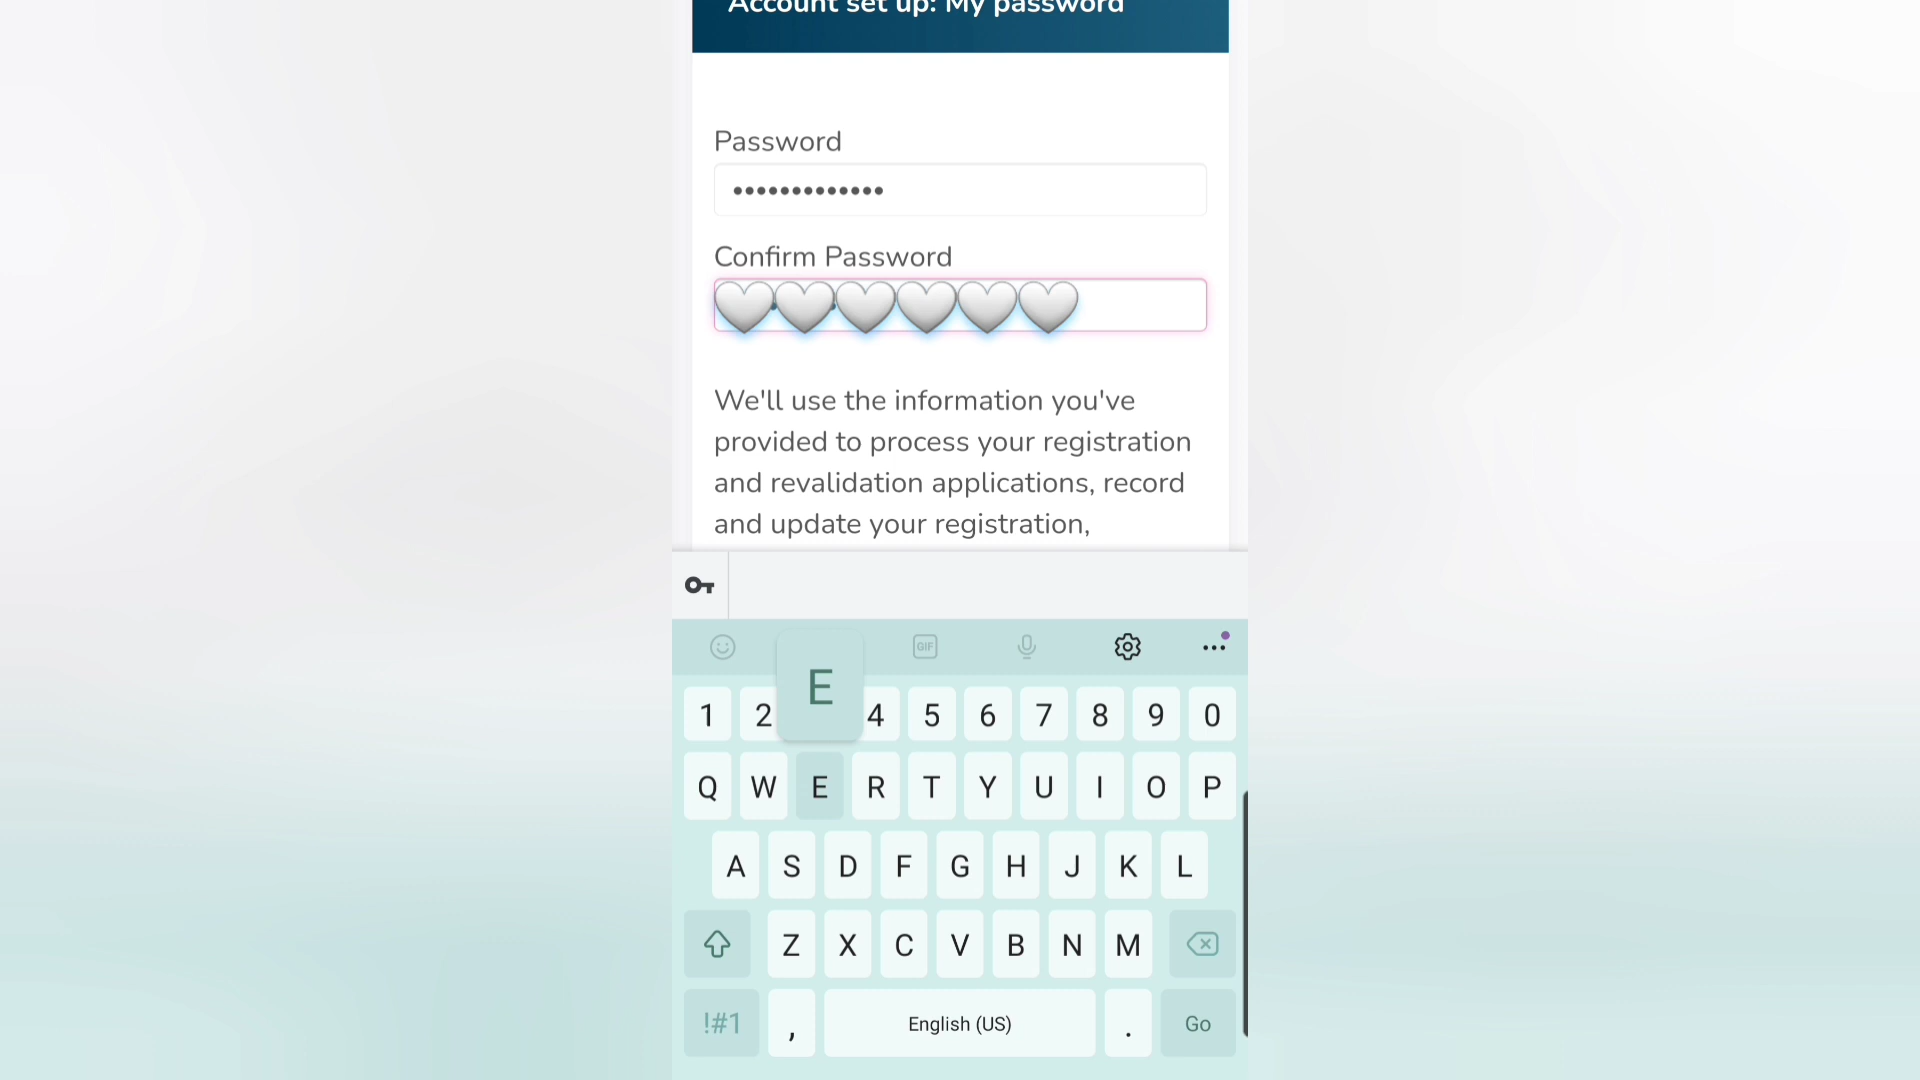 Account set up: My password
Password
•••••••••••••
Confirm Password
We'll use the information you've
provided to process your registration
and revalidation applications, record
and update your registration,
GIF
E
1 2 4 5 6 7 8 9 0
Q W E R T Y U I O P
A S D F G H J K L
Z X C V B N M
!#1 , English (US) . Go